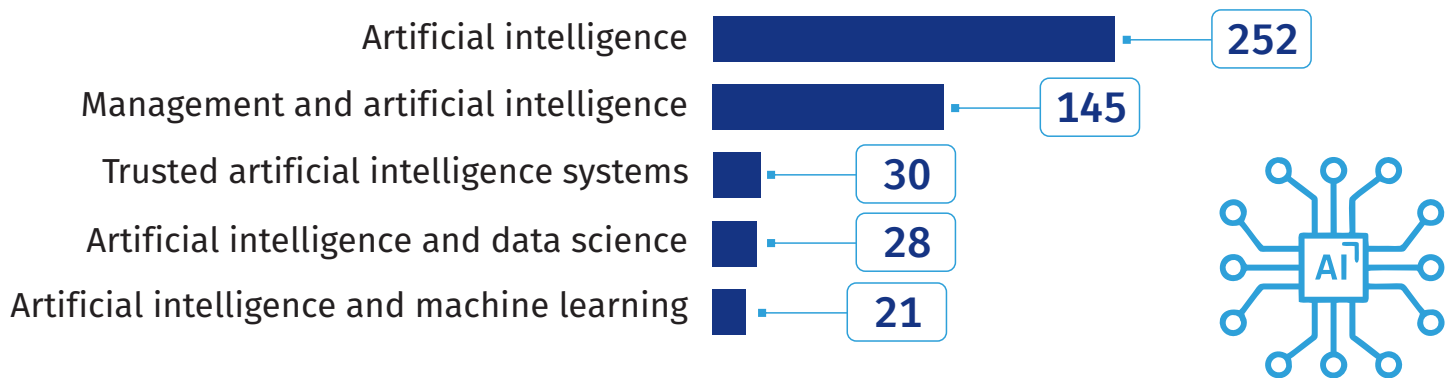 Artificial intelligence 252
Management and artificial intelligence 145
Trusted artificial intelligence systems 30
Artificial intelligence and data science 28
Artificial intelligence and machine learning 21
AI